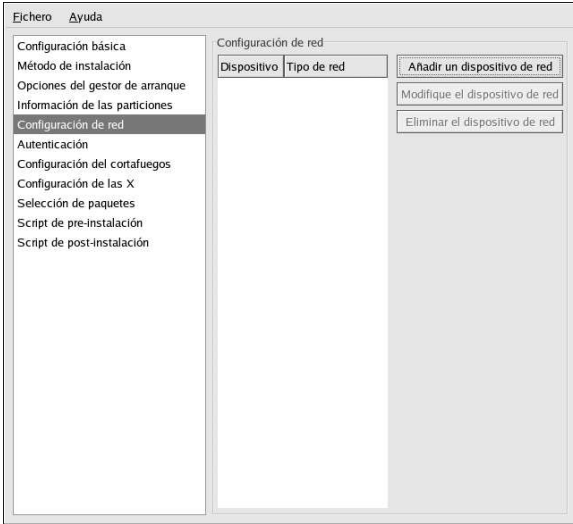 Fichero Ayuda
Configuración básica
Método de instalación
Opciones del gestor de arranque
Información de las particiones
Configuración de red
Autenticación
Configuración del cortafuegos
Configuración de las X
Selección de paquetes
Script de pre-instalación
Script de post-instalación
Configuración de red
Dispositivo Tipo de red
Añadir un dispositivo de red
Modifique el dispositivo de red
Eliminar el dispositivo de red